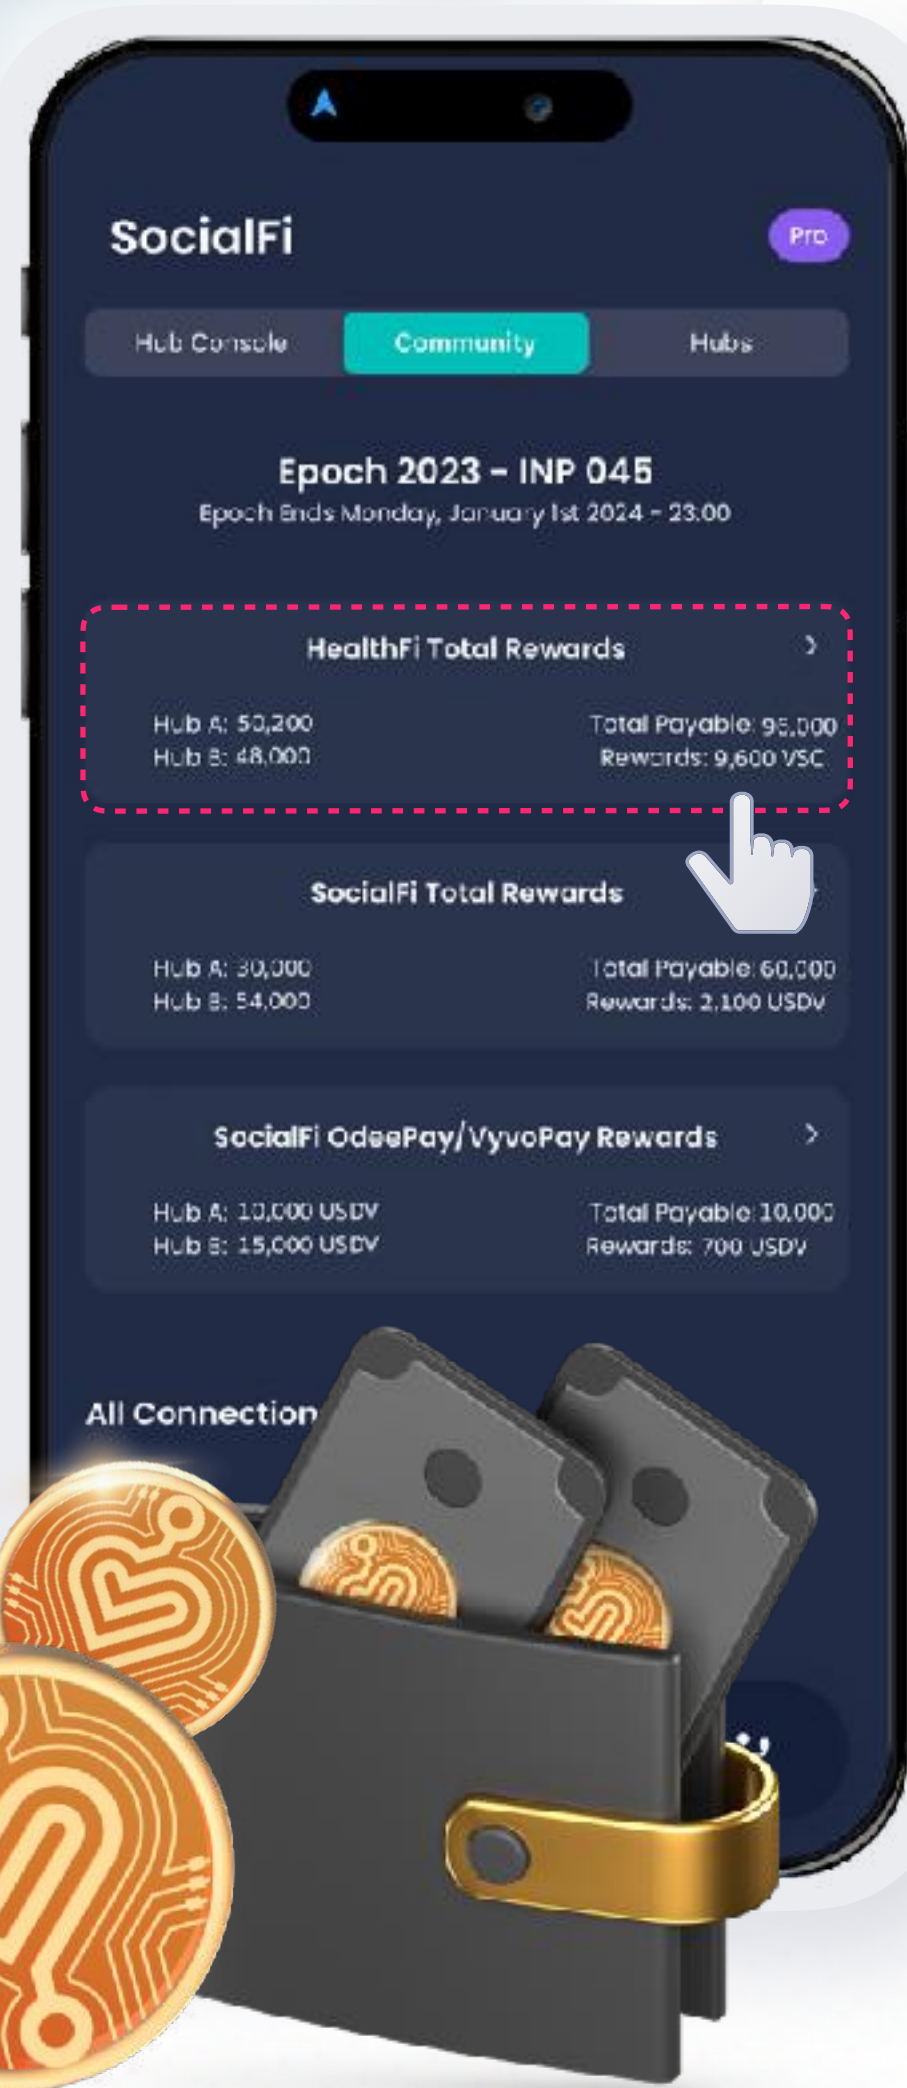 SocialFi
Pro
Hub Console
Community
Hubs
Epoch 2023 - INP 045
Epoch Ends Monday, January 1st 2024 - 23:00
HealthFi Total Rewards
Hub A: 50,200
Total Payable: 96,000
Hub B: 48,000
Rewards: 9,600 VSC
SocialFi Total Rewards
Hub A: 30,000
Total Payable: 60,000
Hub B: 54,000
Rewards: 2,100 USDV
SocialFi OdeePay/VyvoPay Rewards
Hub A: 10,000 USDV
Total Payable: 10,000
Hub B: 15,000 USDV
Rewards: 700 USDV
All Connection